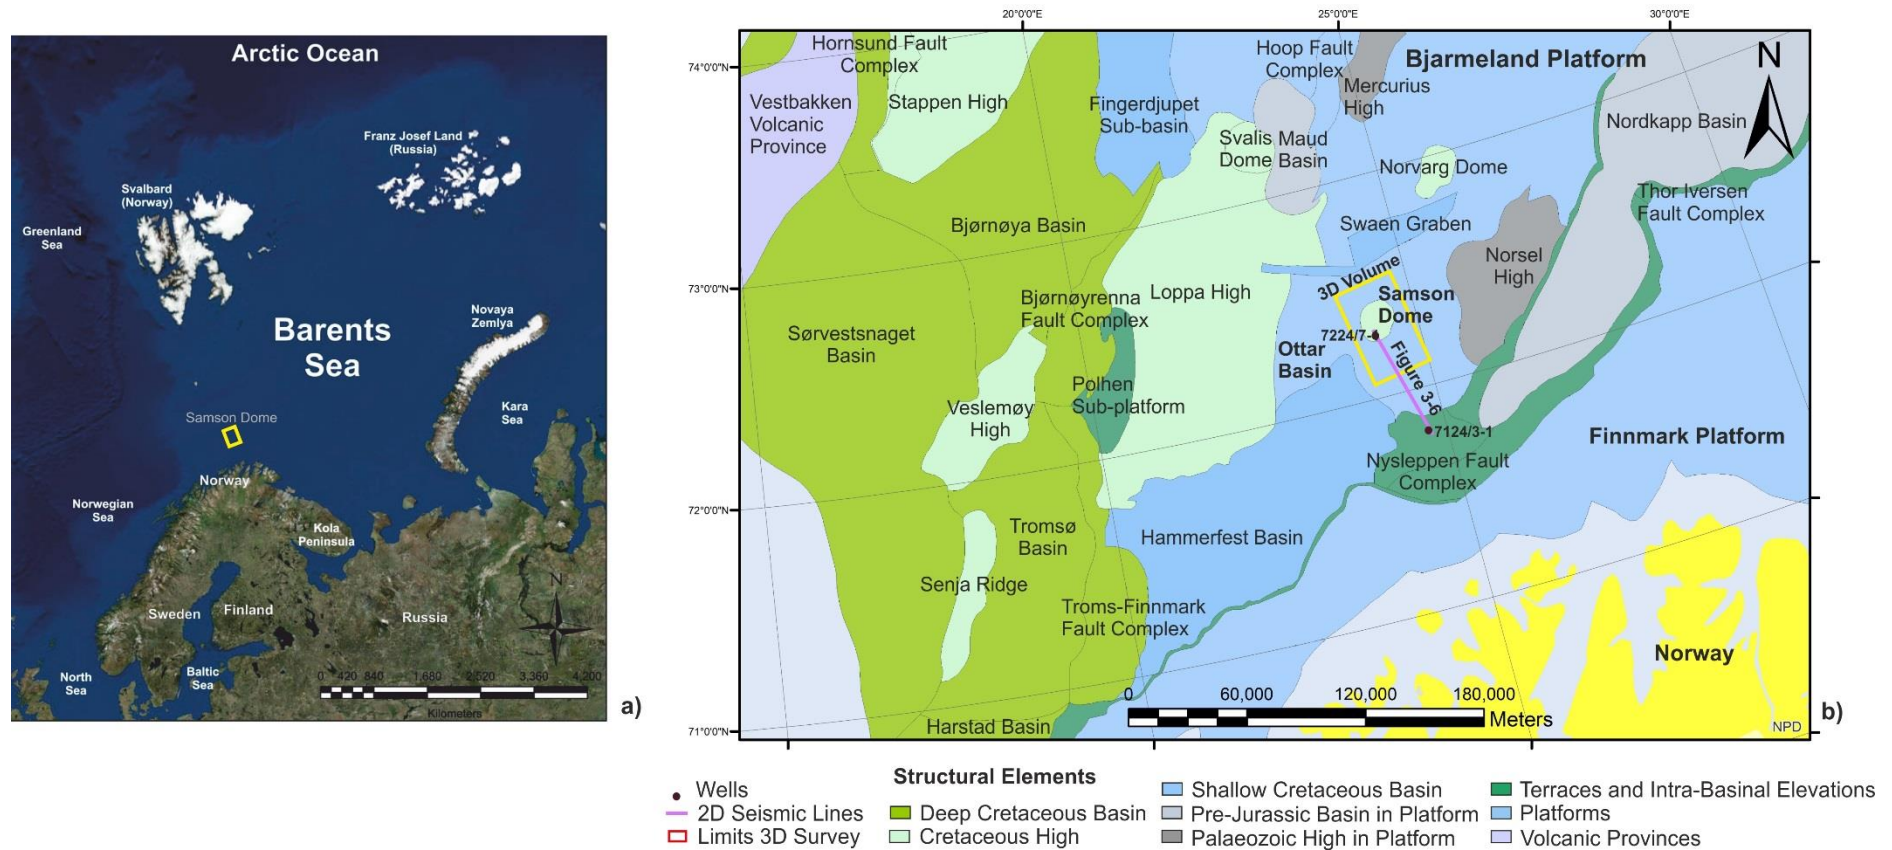 Arctic Ocean
Franz Josef Land
(Russia)
Svalbard
(Norway)
Greenland
Sea
Novaya
Zemlya
Barents
Sea
Kara
Sea
Samson Dome
Norway
Norwegian
Sea
Kola
Peninsula
N
Sweden
Finland
Russia
North
Sea
Baltic
Sea
0 420 840 1,680 2,520 3,360 4,200
Kilometers
a)
20°0'0"E 25°0'0"E 30°0'0"E
74°0'0"N
73°0'0"N
72°0'0"N
71°0'0"N
Hornsund Fault
Complex
Hoop Fault
Complex
Bjarmeland Platform
N
Mercurius
High
Vestbakken
Volcanic
Province
Stappen High
Fingerdjupet
Sub-basin
Nordkapp Basin
Svalis
Dome
Maud
Basin
Norvarg Dome
Thor Iversen
Fault Complex
Bjørnøya Basin
Swaen Graben
Norsel
High
3D Volume
Samson
Dome
Bjørnøyrenna
Fault Complex
Loppa High
Sørvestsnaget
Basin
7224/7-
Ottar
Basin
Figure 3-6
Polhen
Sub-platform
Veslemøy
High
7124/3-1
Finnmark Platform
Nysleppen Fault
Complex
Tromsø
Basin
Hammerfest Basin
Senja Ridge
Troms-Finnmark
Fault Complex
Norway
0 60,000 120,000 180,000
Meters
Harstad Basin
NPD
b)
Wells
2D Seismic Lines
Limits 3D Survey
Structural Elements
Deep Cretaceous Basin
Cretaceous High
Shallow Cretaceous Basin
Pre-Jurassic Basin in Platform
Palaeozoic High in Platform
Terraces and Intra-Basinal Elevations
Platforms
Volcanic Provinces